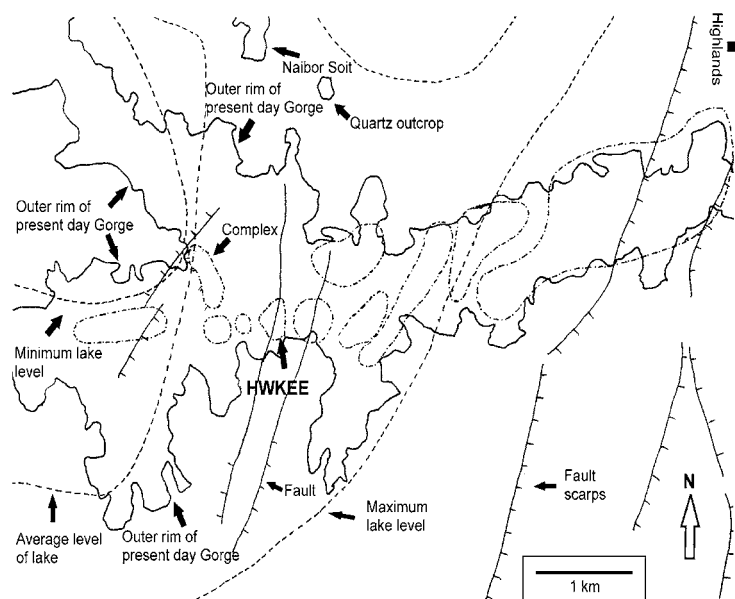 Highlands
Naibor Soit
Outer rim of
present day Gorge
Quartz outcrop
Outer rim of
present day Gorge
Complex
Minimum lake
level
HWKEE
Fault
Fault
scarps
N
Maximum
lake level
Average level
of lake
Outer rim of
present day Gorge
1 km